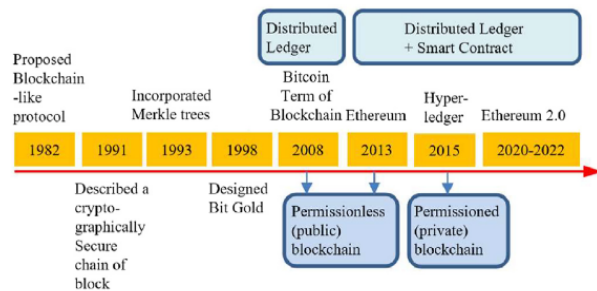 Distributed
Ledger
Distributed Ledger
+ Smart Contract
Proposed
Blockchain
-like
protocol
Incorporated
Merkle trees
Bitcoin
Term of
Blockchain
Ethereum
Hyper-
ledger
Ethereum 2.0
1982
1991
1993
1998
2008
2013
2015
2020-2022
Described a
crypto-
graphically
Secure
chain of
block
Designed
Bit Gold
Permissionless
(public)
blockchain
Permissioned
(private)
blockchain